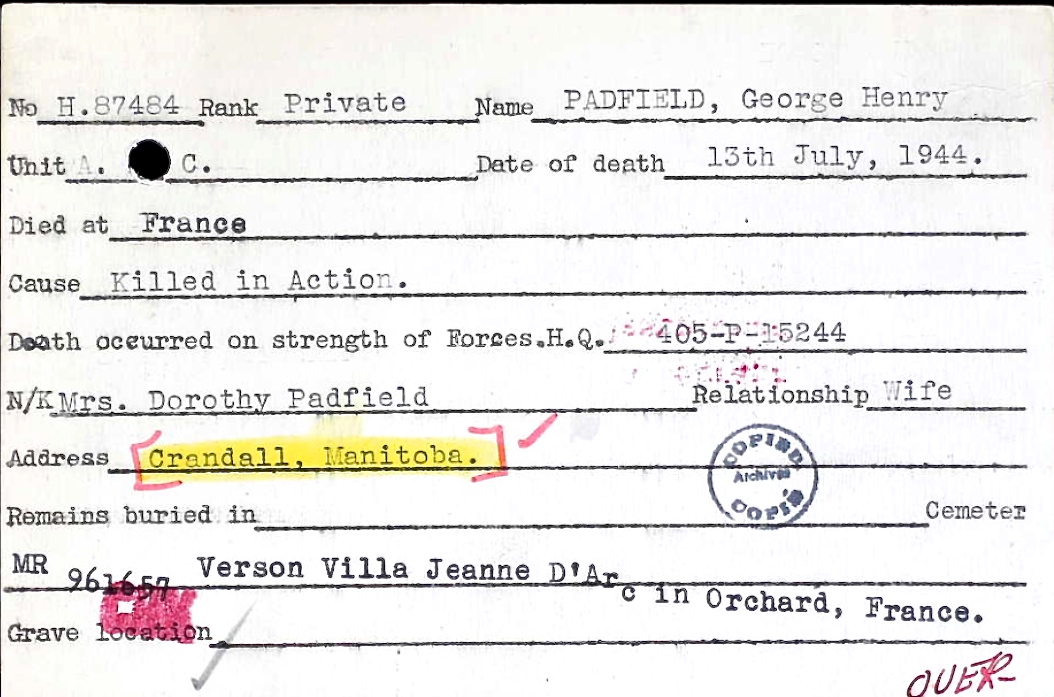 No H.87484 Rank Private Name PADFIELD, George Henry
Unit A. C. Date of death 13th July, 1944.
Died at France
Cause Killed in Action.
Death occurred on strength of Forces.H.Q. 405-P-15244
N/K Mrs. Dorothy Padfield Relationship Wife
Address Crandall, Manitoba.
COPIED
Archives
COPIÉ
Remains buried in Cemeter
MR 961657 Verson Villa Jeanne D'Arc in Orchard, France.
Grave location
OVER-